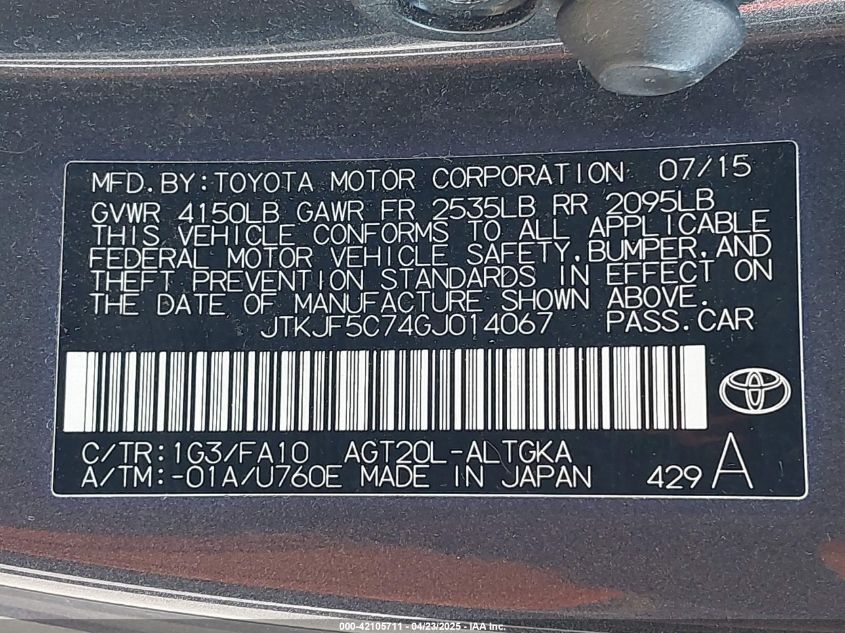 MFD.BY:TOYOTA MOTOR CORPORATION 07/15
GVWR 4150LB GAWR FR 2535LB RR 2095LB
THIS VEHICLE CONFORMS TO ALL APPLICABLE
FEDERAL MOTOR VEHICLE SAFETY,BUMPER,AND
THEFT PREVENTION STANDARDS IN EFFECT ON
THE DATE OF MANUFACTURE SHOWN ABOVE.
JTKJF5C74GJ014067 PASS.CAR
C/TR:1G3/FA10 AGT20L-ALTGKA
A/TM:-01A/U760E MADE IN JAPAN 429 A
000-42105711 - 04/23/2025 - IAA Inc.